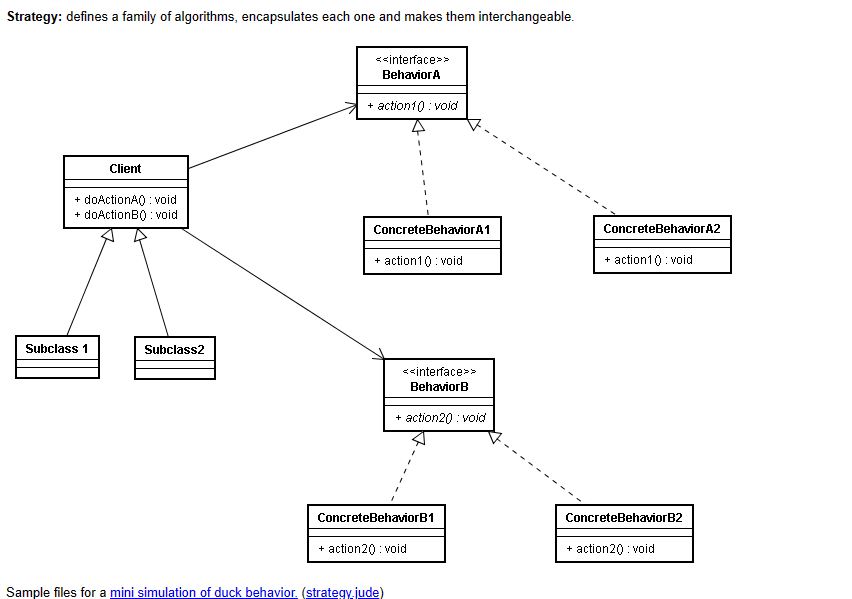 Strategy: defines a family of algorithms, encapsulates each one and makes them interchangeable.
<<interface>>
BehaviorA
+ action1() : void
Client
+ doActionA() : void
+ doActionB() : void
ConcreteBehaviorA1
+ action1() : void
ConcreteBehaviorA2
+ action1() : void
Subclass 1
Subclass2
<<interface>>
BehaviorB
+ action2() : void
ConcreteBehaviorB1
+ action2() : void
ConcreteBehaviorB2
+ action2() : void
Sample files for a mini simulation of duck behavior. (strategy.jude)